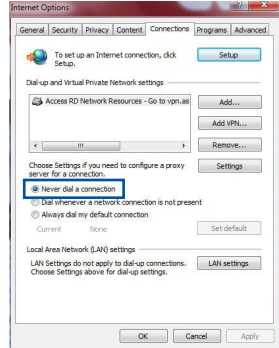 Internet Options
General Security Privacy Content Connections Programs Advanced
To set up an Internet connection, click
Setup.
Setup
Dial-up and Virtual Private Network settings
Access RD Network Resources - Go to vpn.as
Add...
Add VPN...
Remove...
Choose Settings if you need to configure a proxy
server for a connection.
Settings
Never dial a connection
Dial whenever a network connection is not present
Always dial my default connection
Current None
Set default
Local Area Network (LAN) settings
LAN Settings do not apply to dial-up connections.
Choose Settings above for dial-up settings.
LAN settings
OK Cancel Apply